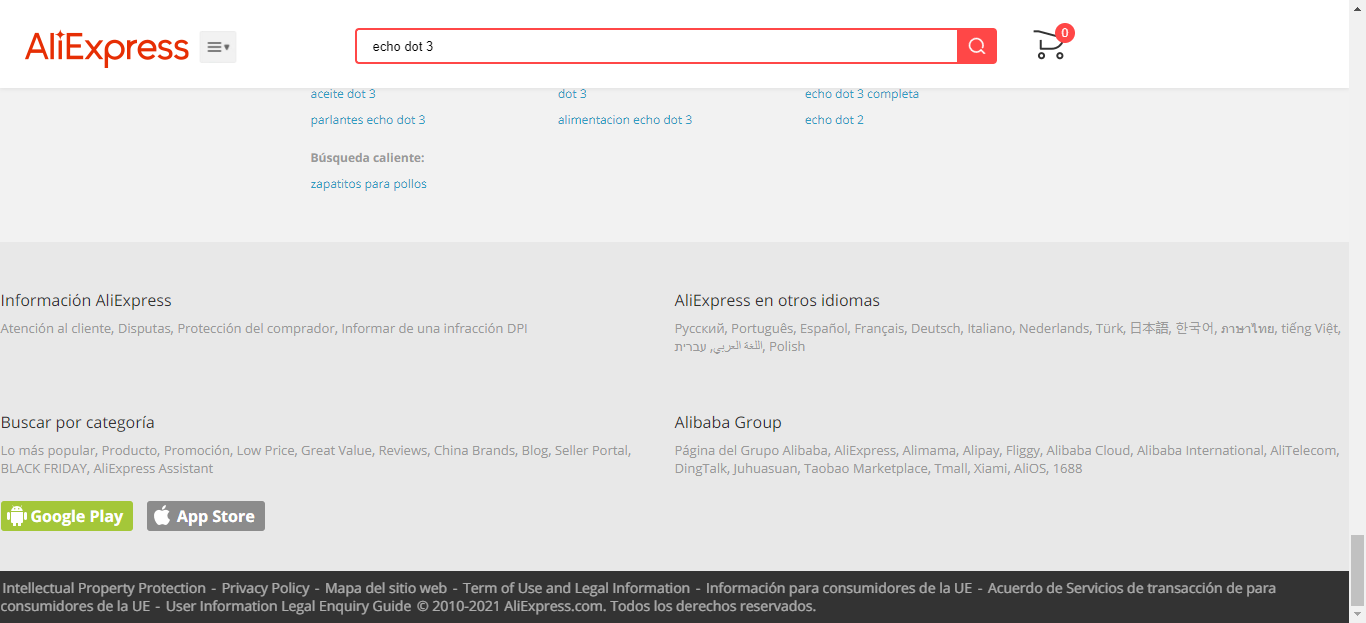 AliExpress
echo dot 3
0
aceite dot 3
dot 3
echo dot 3 completa
parlantes echo dot 3
alimentacion echo dot 3
echo dot 2
Búsqueda caliente:
zapatitos para pollos
Información AliExpress
Atención al cliente, Disputas, Protección del comprador, Informar de una infracción DPI
AliExpress en otros idiomas
Русский, Português, Español, Français, Deutsch, Italiano, Nederlands, Türk, 日本語, 한국어, ภาษาไทย, tiếng Việt,
اللغة العربي, עברית, Polish
Buscar por categoría
Lo más popular, Producto, Promoción, Low Price, Great Value, Reviews, China Brands, Blog, Seller Portal,
BLACK FRIDAY, AliExpress Assistant
Alibaba Group
Página del Grupo Alibaba, AliExpress, Alimama, Alipay, Fliggy, Alibaba Cloud, Alibaba International, AliTelecom,
DingTalk, Juhuasuan, Taobao Marketplace, Tmall, Xiami, AliOS, 1688
Google Play
App Store
Intellectual Property Protection - Privacy Policy - Mapa del sitio web - Term of Use and Legal Information - Información para consumidores de la UE - Acuerdo de Servicios de transacción de para
consumidores de la UE - User Information Legal Enquiry Guide © 2010-2021 AliExpress.com. Todos los derechos reservados.